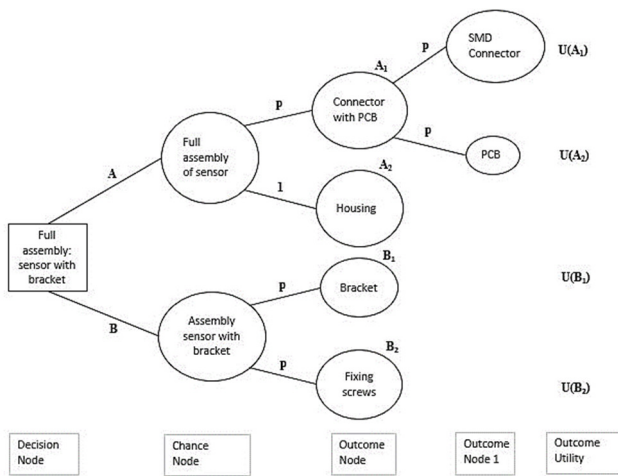 SMD
Connector
U(A₁)
p
A₁
Connector
with PCB
p
p
PCB
U(A₂)
Full
assembly
of sensor
A
1
A₂
Housing
Full
assembly:
sensor with
bracket
B
Assembly
sensor with
bracket
p
B₁
Bracket
U(B₁)
p
B₂
Fixing
screws
U(B₂)
Decision
Node
Chance
Node
Outcome
Node
Outcome
Node 1
Outcome
Utility